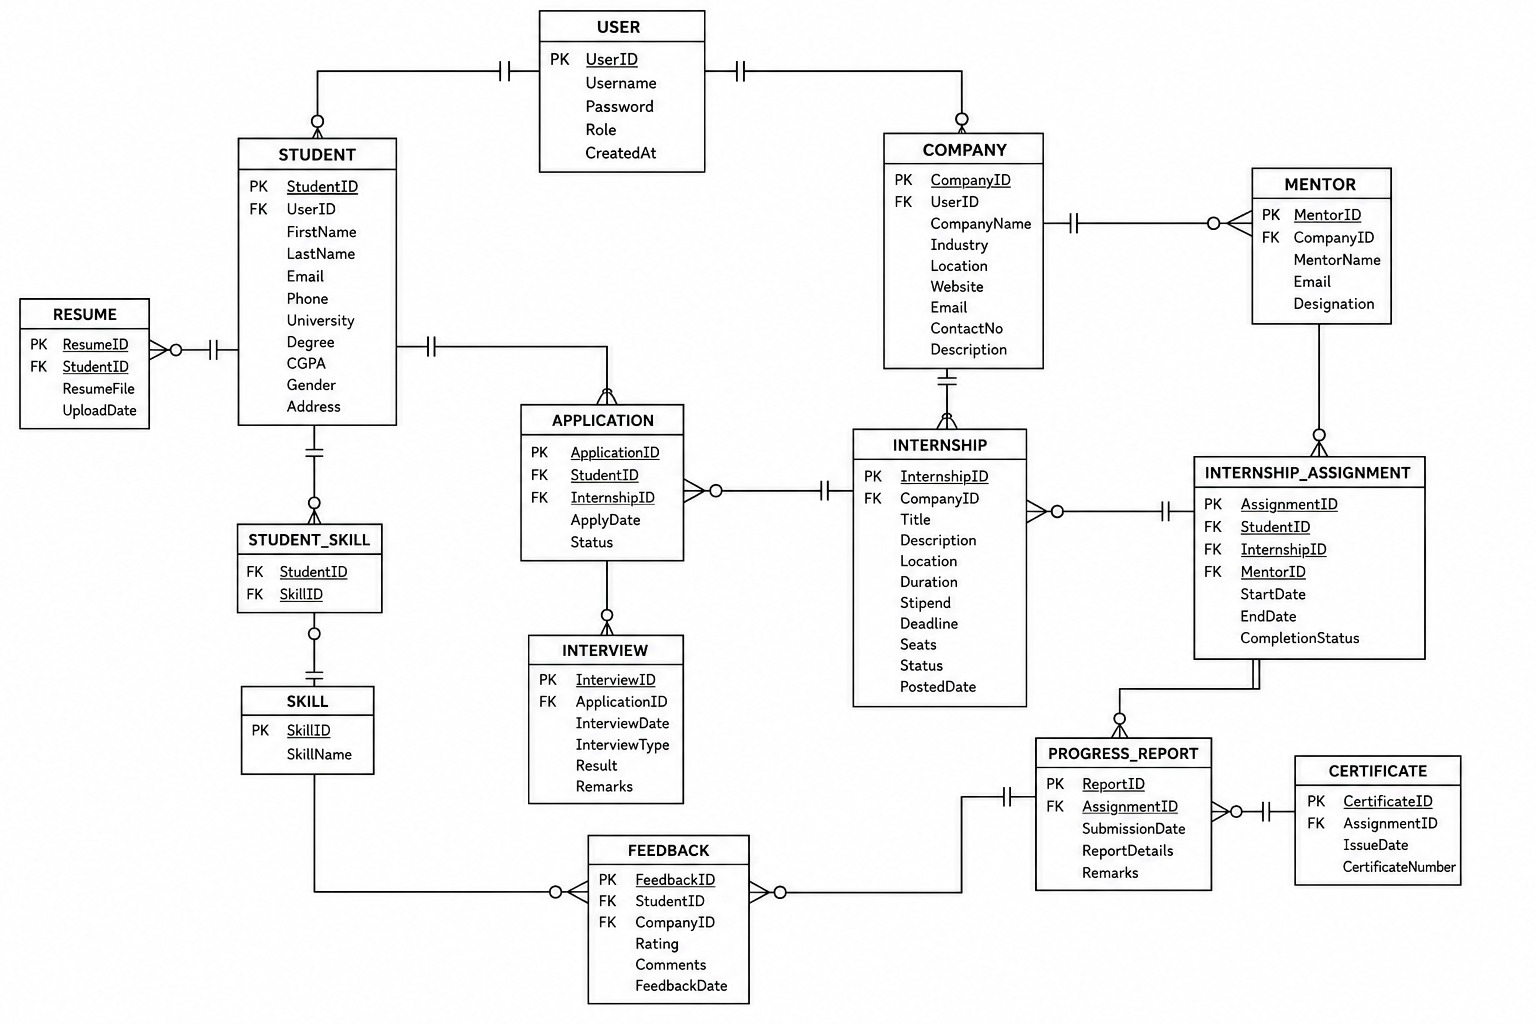 USER
PK UserID
Username
Password
Role
CreatedAt
STUDENT
PK StudentID
FK UserID
FirstName
LastName
Email
Phone
University
Degree
CGPA
Gender
Address
COMPANY
PK CompanyID
FK UserID
CompanyName
Industry
Location
Website
Email
ContactNo
Description
MENTOR
PK MentorID
FK CompanyID
MentorName
Email
Designation
RESUME
PK ResumeID
FK StudentID
ResumeFile
UploadDate
APPLICATION
PK ApplicationID
FK StudentID
FK InternshipID
ApplyDate
Status
INTERNSHIP
PK InternshipID
FK CompanyID
Title
Description
Location
Duration
Stipend
Deadline
Seats
Status
PostedDate
INTERNSHIP_ASSIGNMENT
PK AssignmentID
FK StudentID
FK InternshipID
FK MentorID
StartDate
EndDate
CompletionStatus
STUDENT_SKILL
FK StudentID
FK SkillID
INTERVIEW
PK InterviewID
FK ApplicationID
InterviewDate
InterviewType
Result
Remarks
SKILL
PK SkillID
SkillName
PROGRESS_REPORT
PK ReportID
FK AssignmentID
SubmissionDate
ReportDetails
Remarks
CERTIFICATE
PK CertificateID
FK AssignmentID
IssueDate
CertificateNumber
FEEDBACK
PK FeedbackID
FK StudentID
FK CompanyID
Rating
Comments
FeedbackDate